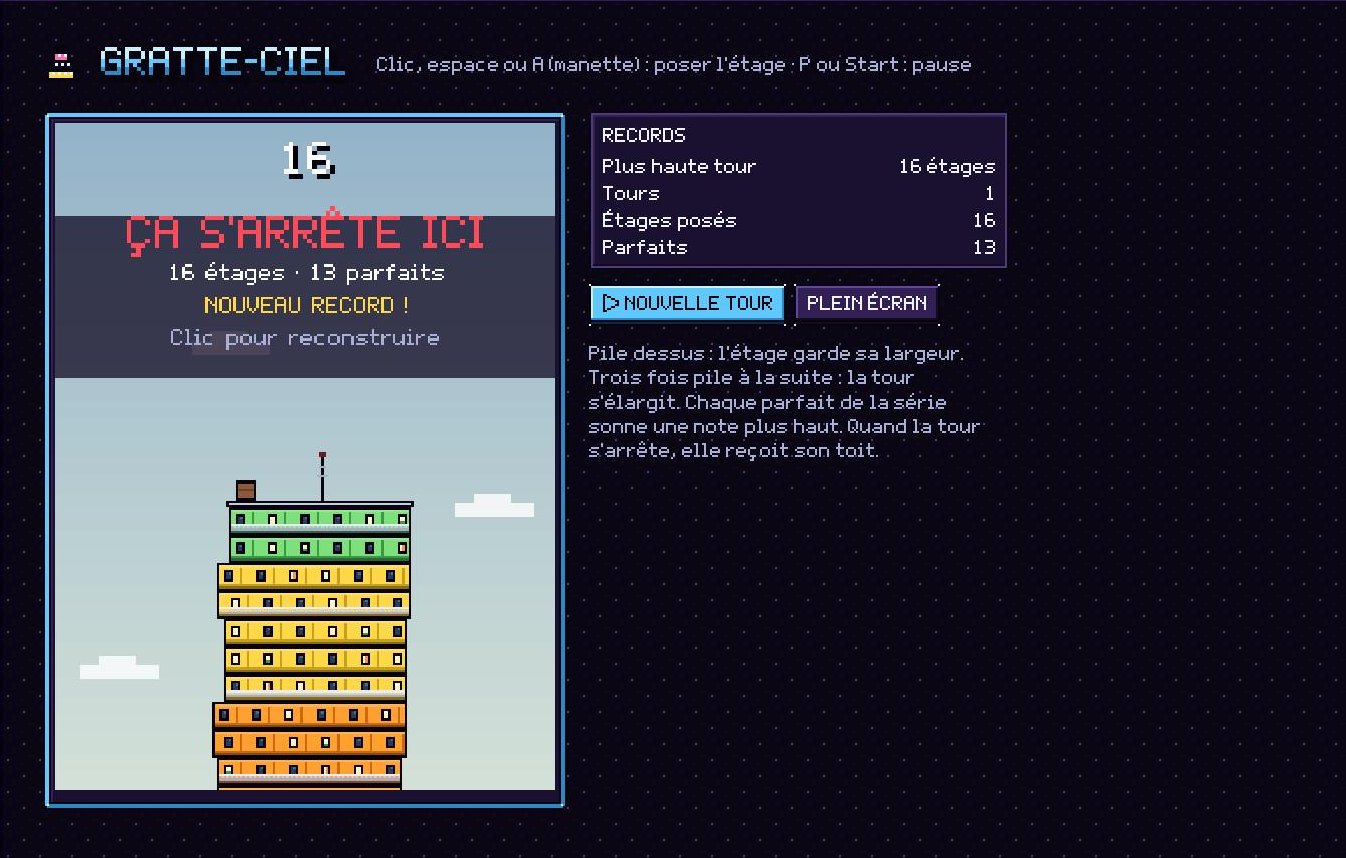 GRATTE-CIEL
Clic, espace ou A (manette) : poser l'étage · P ou Start : pause
16
ÇA S'ARRÊTE ICI
16 étages · 13 parfaits
NOUVEAU RECORD !
Clic pour reconstruire
RECORDS
Plus haute tour 16 étages
Tours 1
Étages posés 16
Parfaits 13
NOUVELLE TOUR
PLEIN ÉCRAN
Pile dessus : l'étage garde sa largeur.
Trois fois pile à la suite : la tour
s'élargit. Chaque parfait de la série
sonne une note plus haut. Quand la tour
s'arrête, elle reçoit son toit.